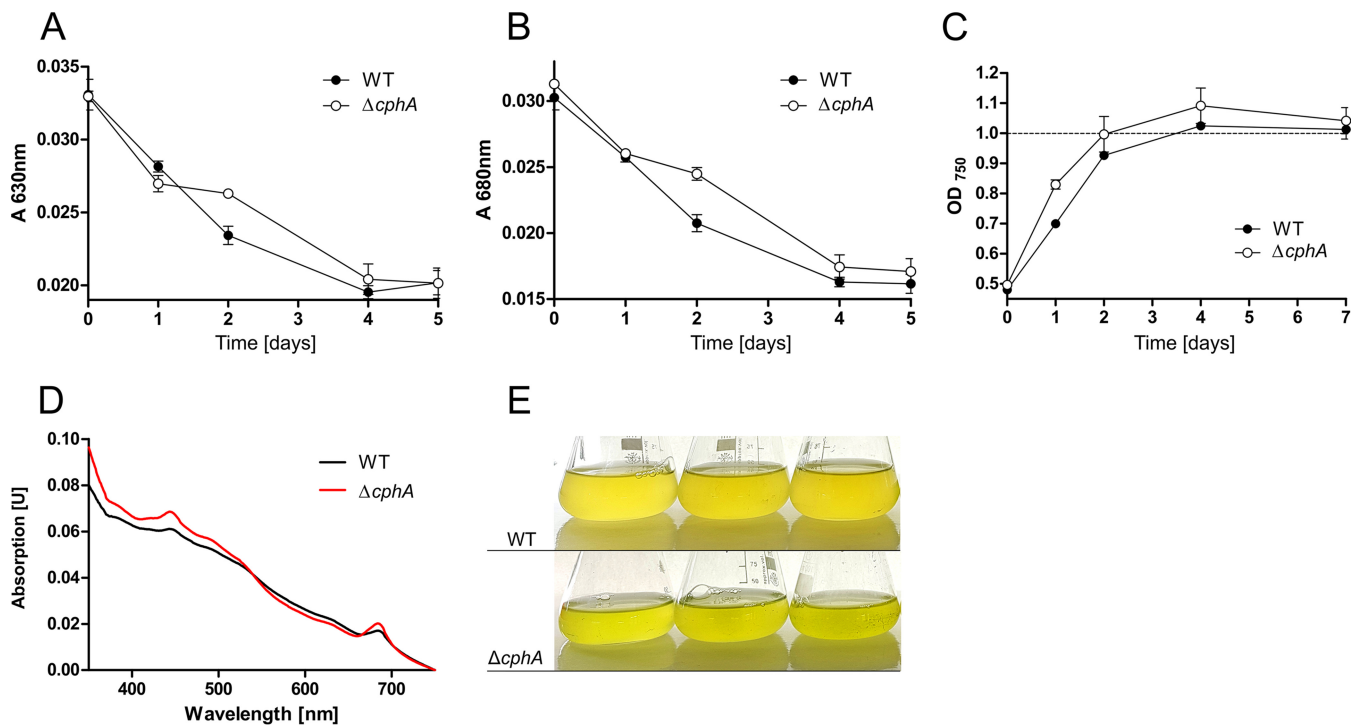 A
B
C
0.035
0.030
0.025
0.020
A 630nm
0 1 2 3 4 5
Time [days]
WT
ΔcphA
0.030
0.025
0.020
0.015
A 680nm
0 1 2 3 4 5
Time [days]
WT
ΔcphA
1.2
1.1
1.0
0.9
0.8
0.7
0.6
0.5
OD 750
0 1 2 3 4 5 6 7
Time [days]
WT
ΔcphA
D
E
0.10
0.08
0.06
0.04
0.02
0.00
Absorption [U]
400 500 600 700
Wavelength [nm]
WT
ΔcphA
WT
75
50
ΔcphA